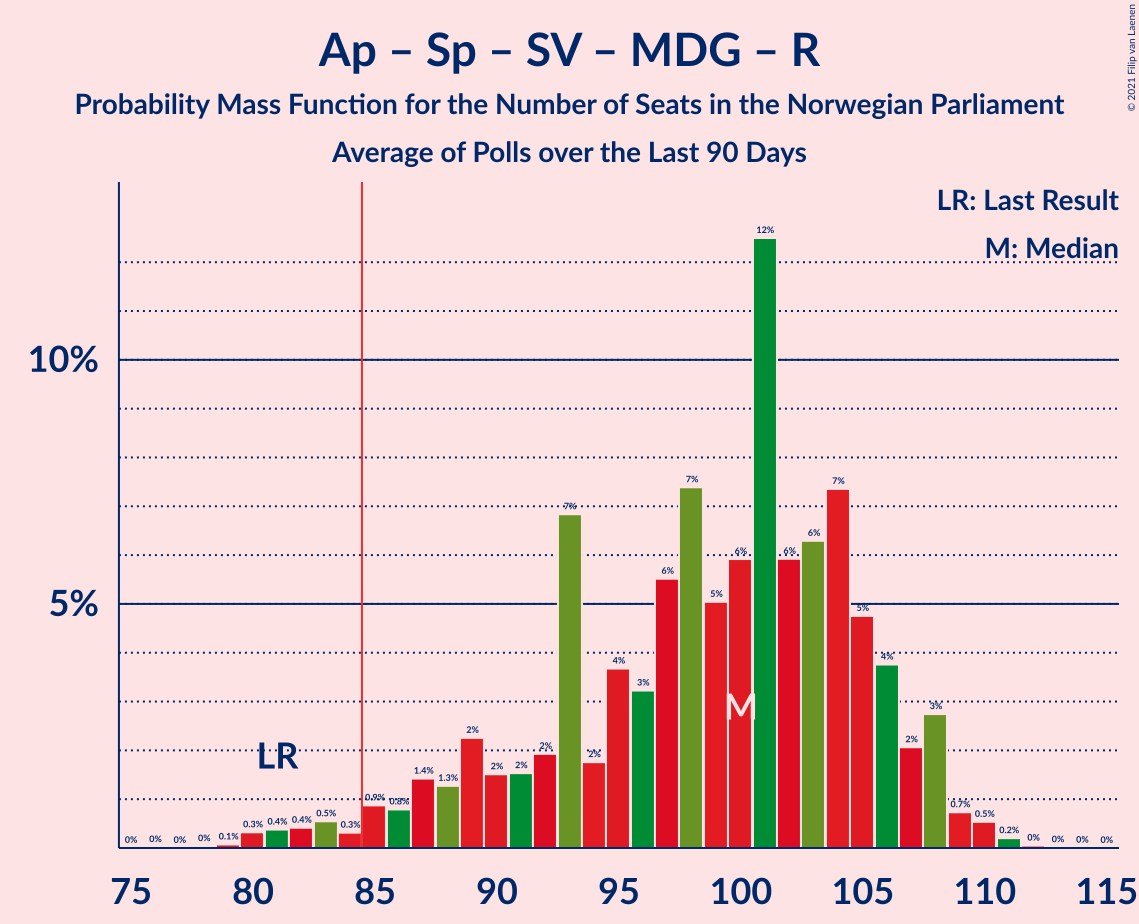 Ap – Sp – SV – MDG – R
Probability Mass Function for the Number of Seats in the Norwegian Parliament
Average of Polls over the Last 90 Days
© 2021 Filip van Laenen
LR: Last Result
M: Median
10%
5%
LR
M
0% 0% 0% 0% 0.1% 0.3% 0.4% 0.4% 0.5% 0.3% 0.9% 0.8% 1.4% 1.3% 2% 2% 2% 2% 7% 2% 4% 3% 6% 7% 5% 6% 12% 6% 6% 7% 5% 4% 2% 3% 0.7% 0.5% 0.2% 0% 0% 0% 0%
75 80 85 90 95 100 105 110 115